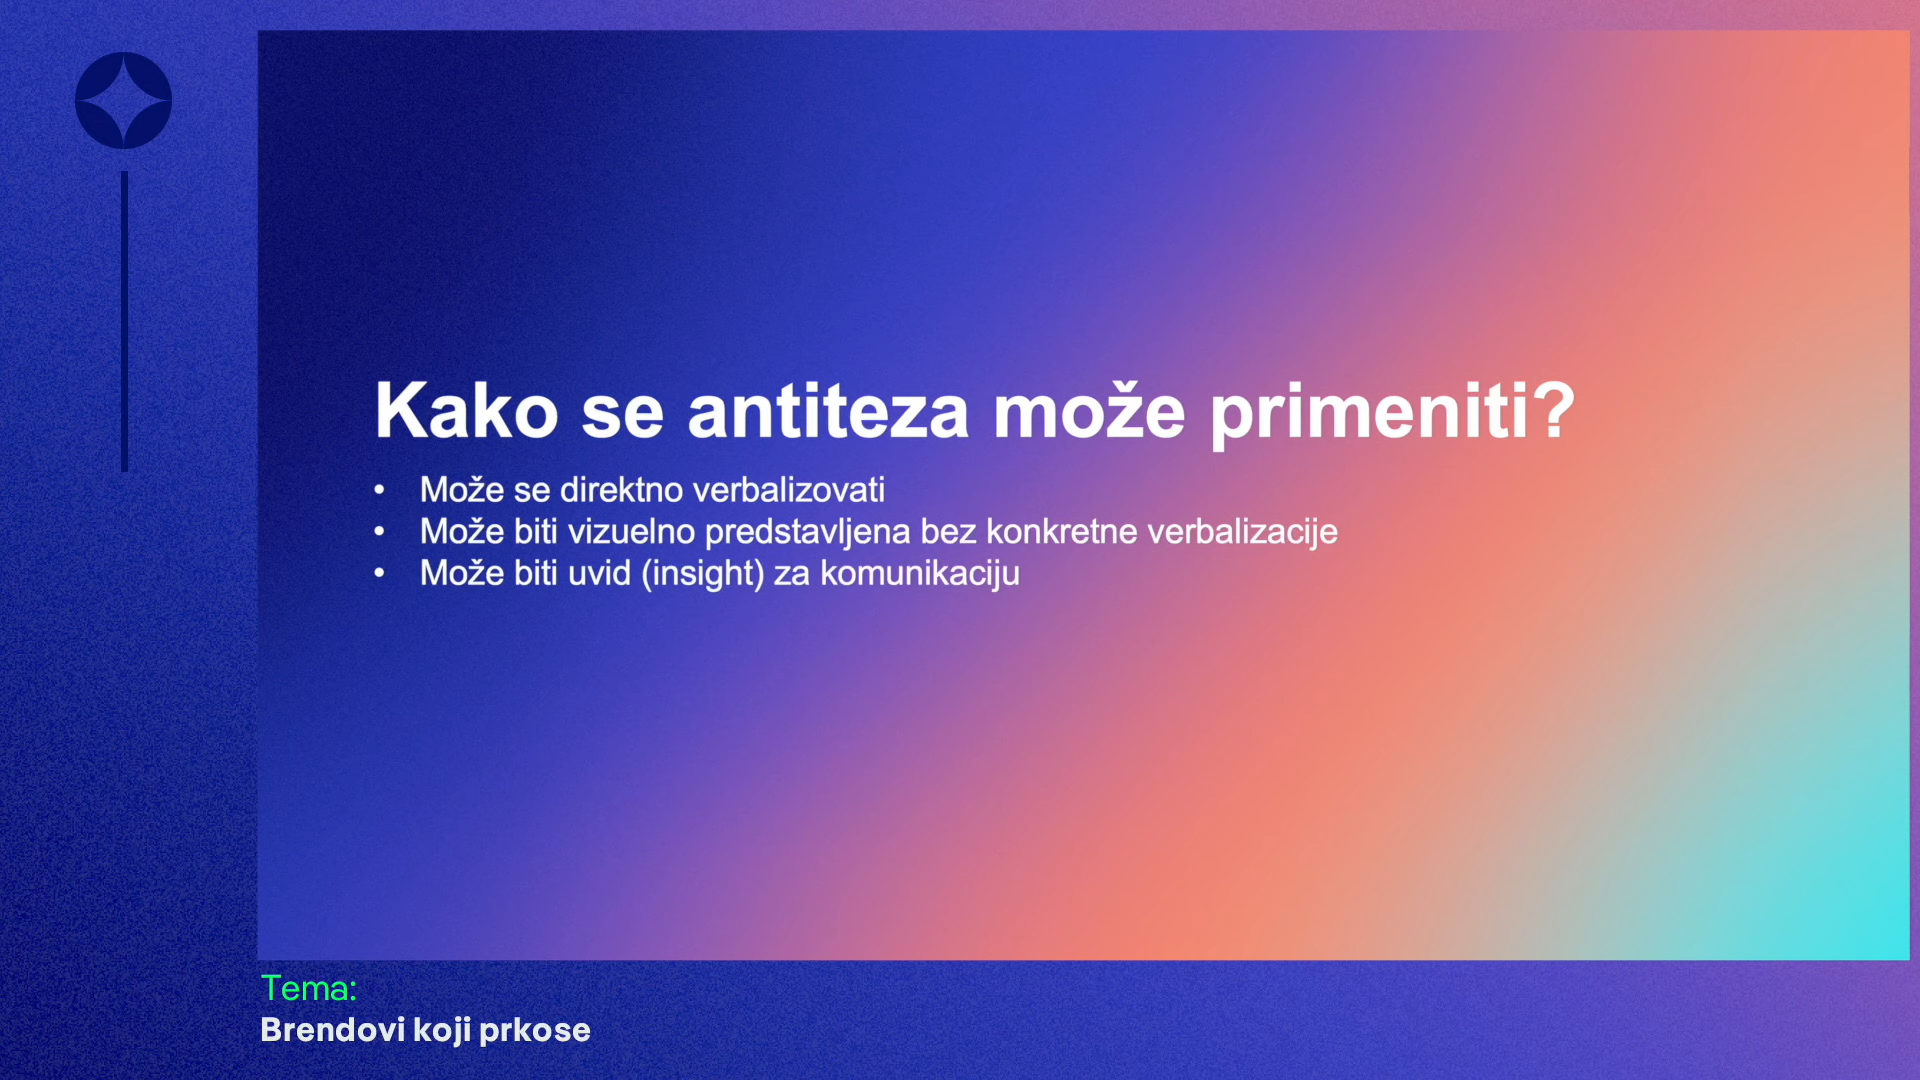 Kako se antiteza može primeniti?
• Može se direktno verbalizovati
• Može biti vizuelno predstavljena bez konkretne verbalizacije
• Može biti uvid (insight) za komunikaciju
Tema:
Brendovi koji prkose